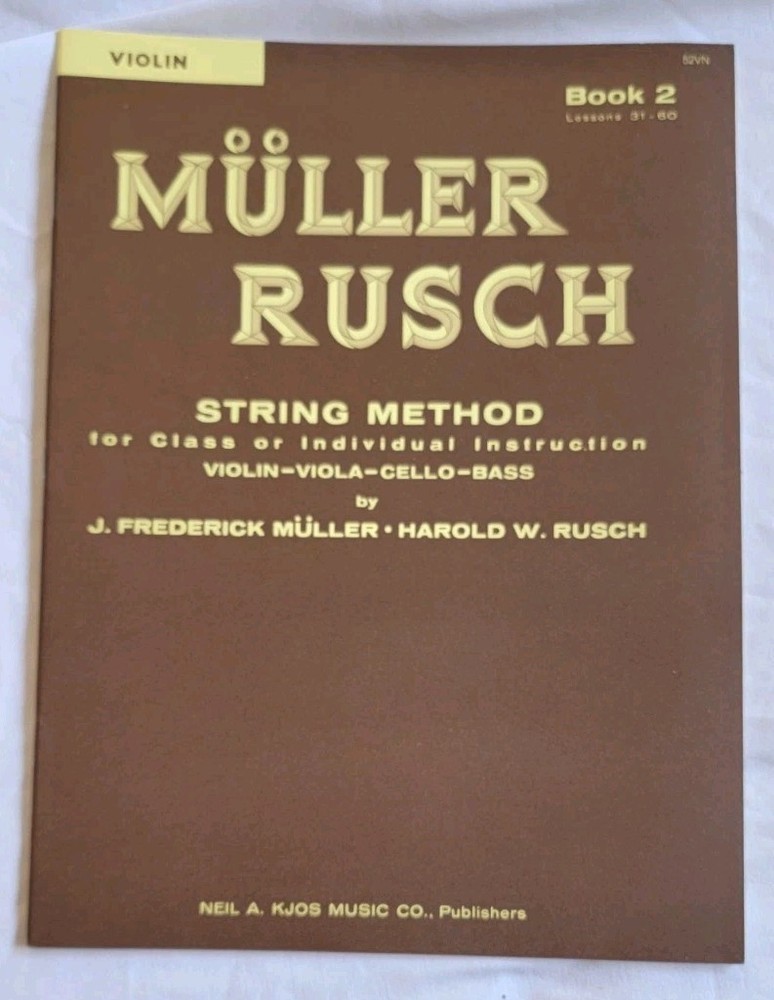 VIOLIN
52VN
Book 2
Lessons 31-60
MÜLLER
RUSCH
STRING METHOD
for Class or Individual Instruction
VIOLIN-VIOLA-CELLO-BASS
by
J. FREDERICK MÜLLER • HAROLD W. RUSCH
NEIL A. KJOS MUSIC CO., Publishers